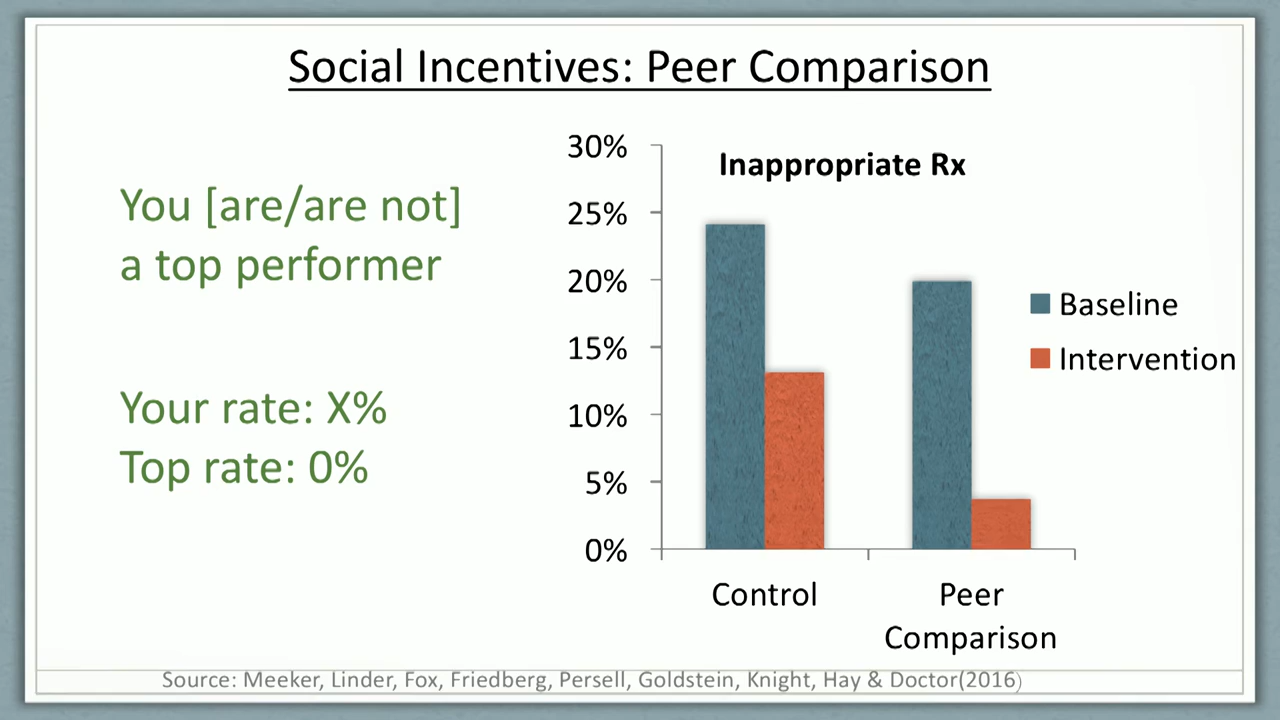 Social Incentives: Peer Comparison
You [are/are not]
a top performer
Your rate: X%
Top rate: 0%
Inappropriate Rx
30%
25%
20%
15%
10%
5%
0%
Control
Peer
Comparison
Baseline
Intervention
Source: Meeker, Linder, Fox, Friedberg, Persell, Goldstein, Knight, Hay & Doctor(2016)